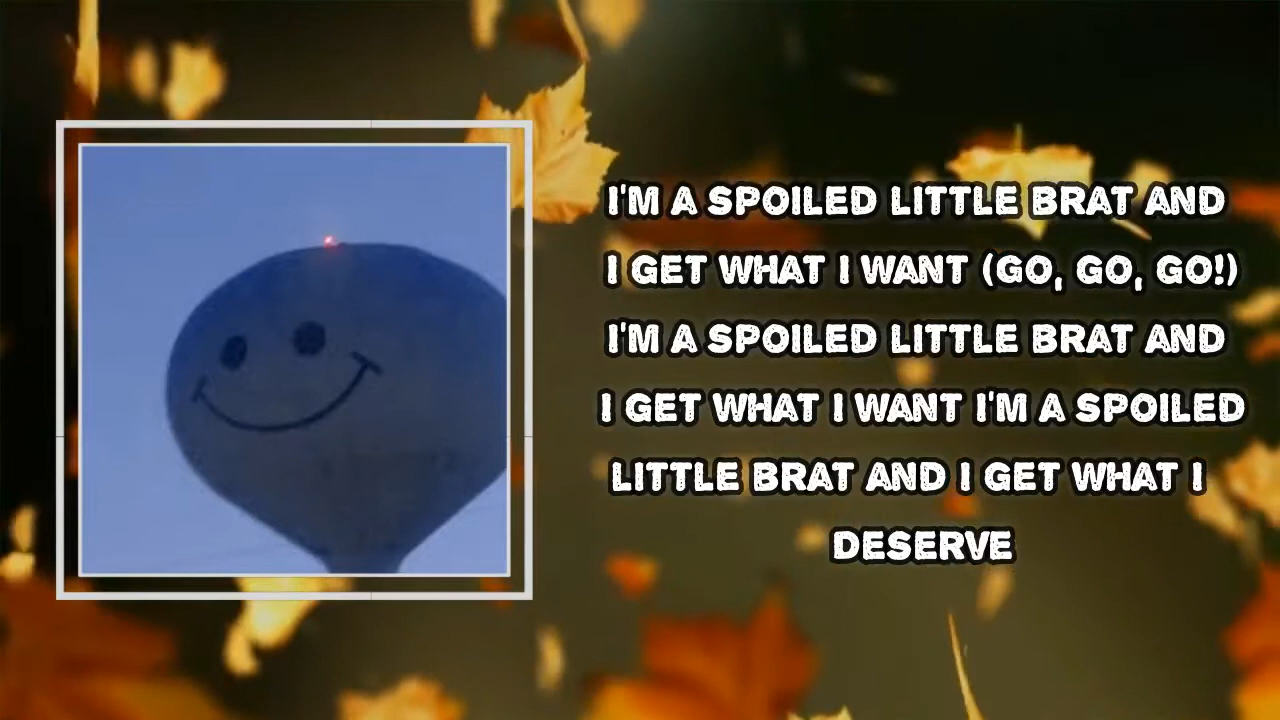 I'M A SPOILED LITTLE BRAT AND
I GET WHAT I WANT (GO, GO, GO!)
I'M A SPOILED LITTLE BRAT AND
I GET WHAT I WANT I'M A SPOILED
LITTLE BRAT AND I GET WHAT I
DESERVE